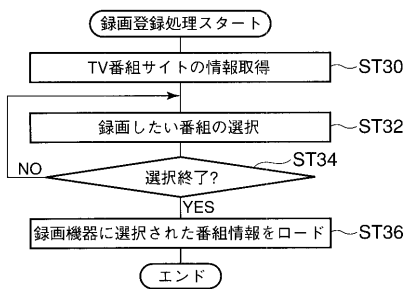 録画登録処理スタート
TV番組サイトの情報取得
ST30
録画したい番組の選択
ST32
ST34
NO
選択終了?
YES
録画機器に選択された番組情報をロード
ST36
エンド